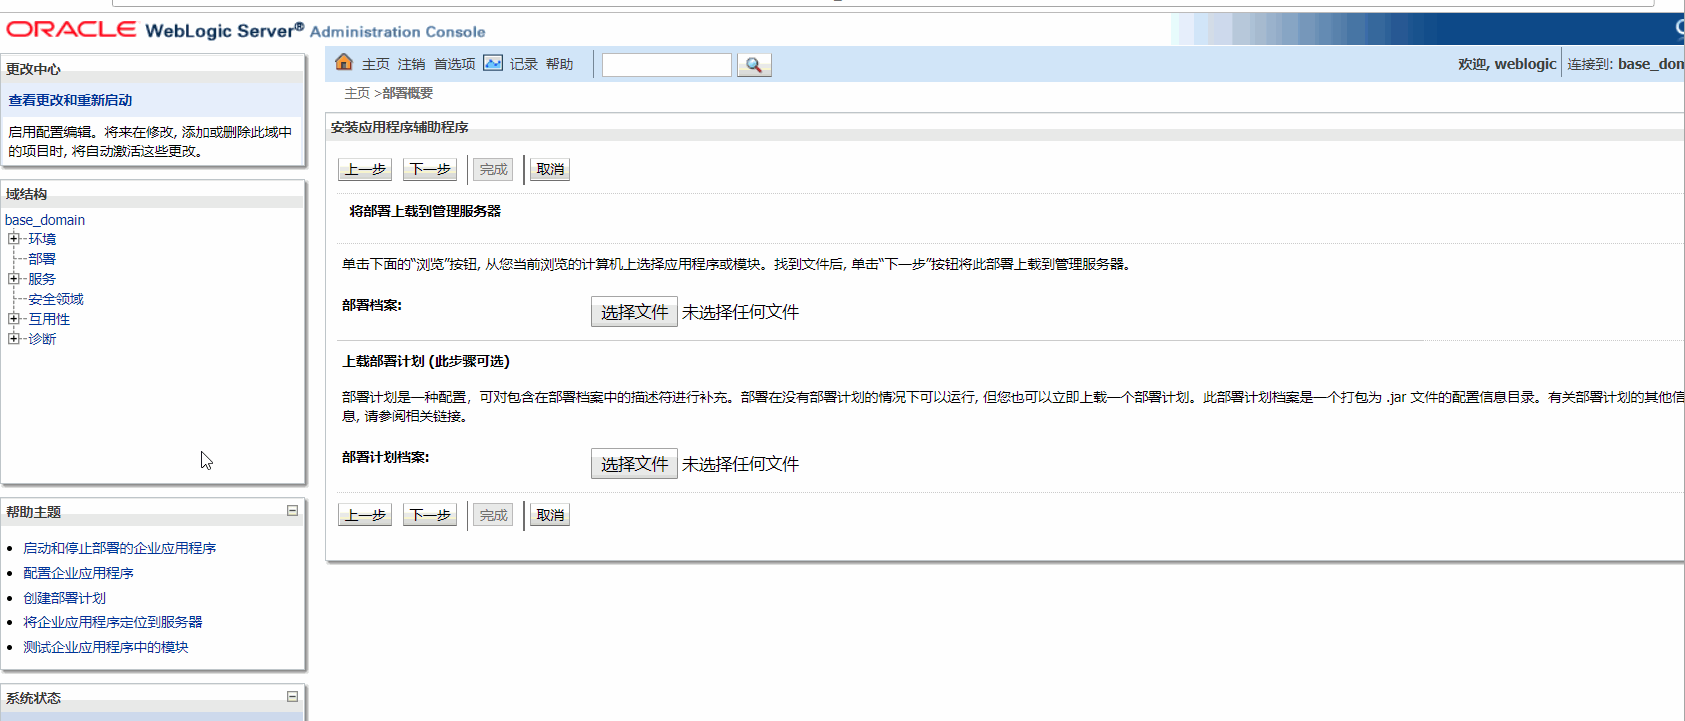 ORACLE WebLogic Server® Administration Console
更改中心
查看更改和重新启动
启用配置编辑。将来在修改, 添加或删除此域中
的项目时, 将自动激活这些更改。
域结构
base_domain
环境
部署
服务
安全领域
互用性
诊断
帮助主题
启动和停止部署的企业应用程序
配置企业应用程序
创建部署计划
将企业应用程序定位到服务器
测试企业应用程序中的模块
系统状态
主页 注销 首选项 记录 帮助
欢迎, weblogic 连接到: base_dom
主页 >部署概要
安装应用程序辅助程序
上一步 下一步 完成 取消
将部署上载到管理服务器
单击下面的“浏览”按钮, 从您当前浏览的计算机上选择应用程序或模块。找到文件后, 单击“下一步”按钮将此部署上载到管理服务器。
部署档案: 选择文件 未选择任何文件
上载部署计划 (此步骤可选)
部署计划是一种配置，可对包含在部署档案中的描述符进行补充。部署在没有部署计划的情况下可以运行, 但您也可以立即上载一个部署计划。此部署计划档案是一个打包为 .jar 文件的配置信息目录。有关部署计划的其他信
息, 请参阅相关链接。
部署计划档案: 选择文件 未选择任何文件
上一步 下一步 完成 取消